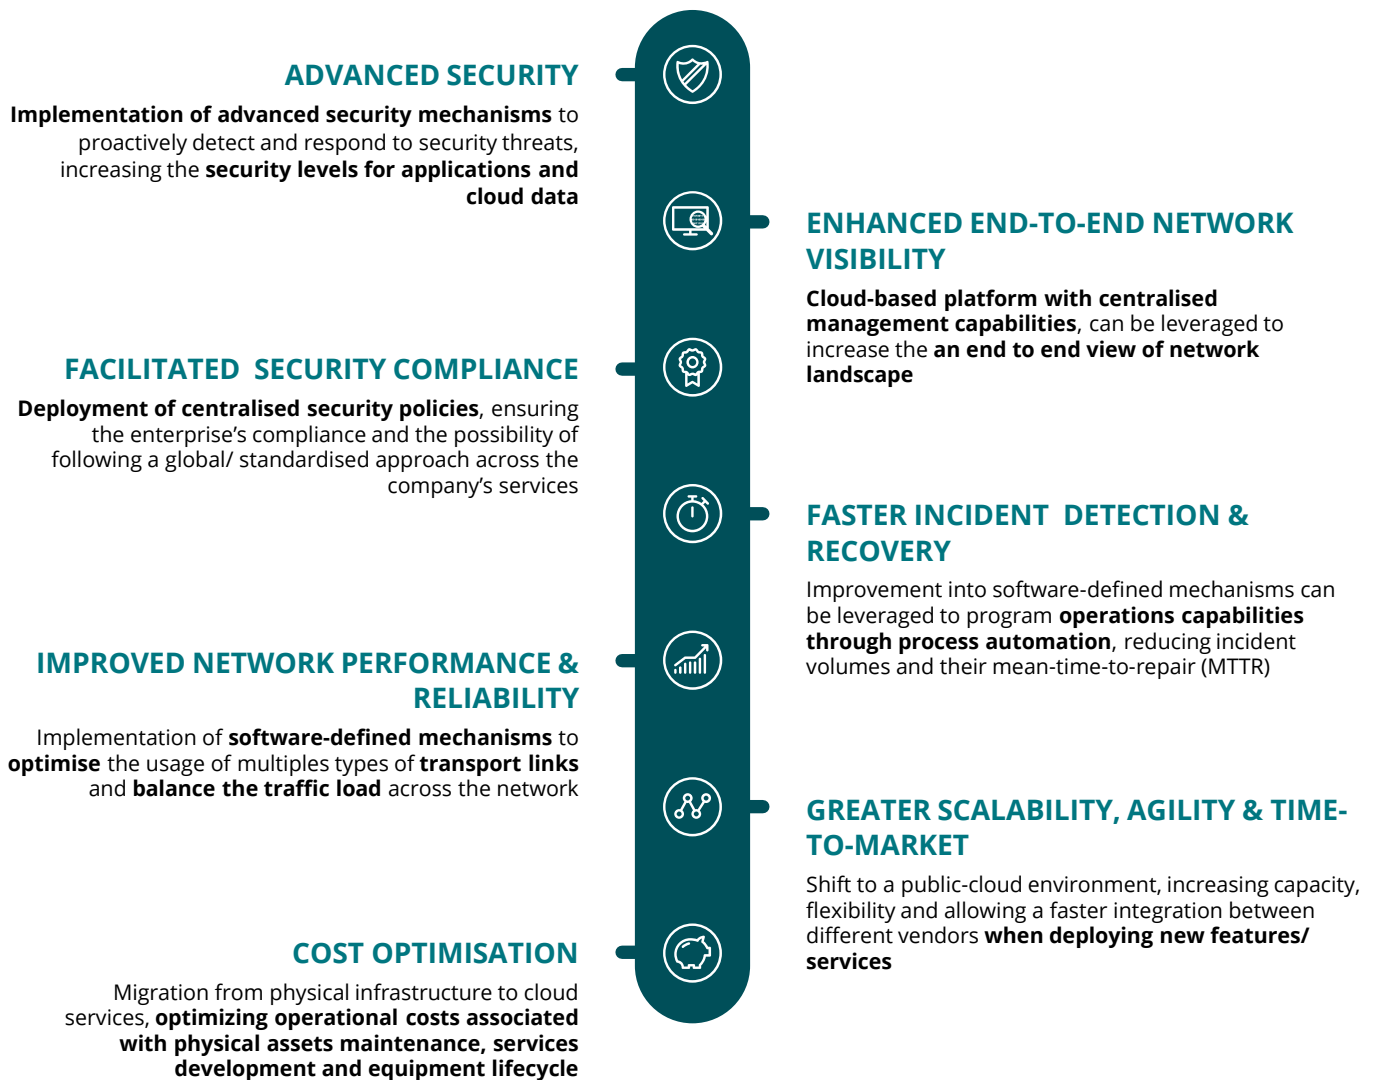 ADVANCED SECURITY
Implementation of advanced security mechanisms to
proactively detect and respond to security threats,
increasing the security levels for applications and
cloud data
ENHANCED END-TO-END NETWORK
VISIBILITY
Cloud-based platform with centralised
management capabilities, can be leveraged to
increase the an end to end view of network
landscape
FACILITATED  SECURITY COMPLIANCE
Deployment of centralised security policies, ensuring
the enterprise’s compliance and the possibility of
following a global/ standardised approach across the
company’s services
FASTER INCIDENT  DETECTION &
RECOVERY
Improvement into software-defined mechanisms can
be leveraged to program operations capabilities
through process automation, reducing incident
volumes and their mean-time-to-repair (MTTR)
IMPROVED NETWORK PERFORMANCE &
RELIABILITY
Implementation of software-defined mechanisms to
optimise the usage of multiples types of transport links
and balance the traffic load across the network
GREATER SCALABILITY, AGILITY & TIME-
TO-MARKET
Shift to a public-cloud environment, increasing capacity,
flexibility and allowing a faster integration between
different vendors when deploying new features/
services
COST OPTIMISATION
Migration from physical infrastructure to cloud
services, optimizing operational costs associated
with physical assets maintenance, services
development and equipment lifecycle